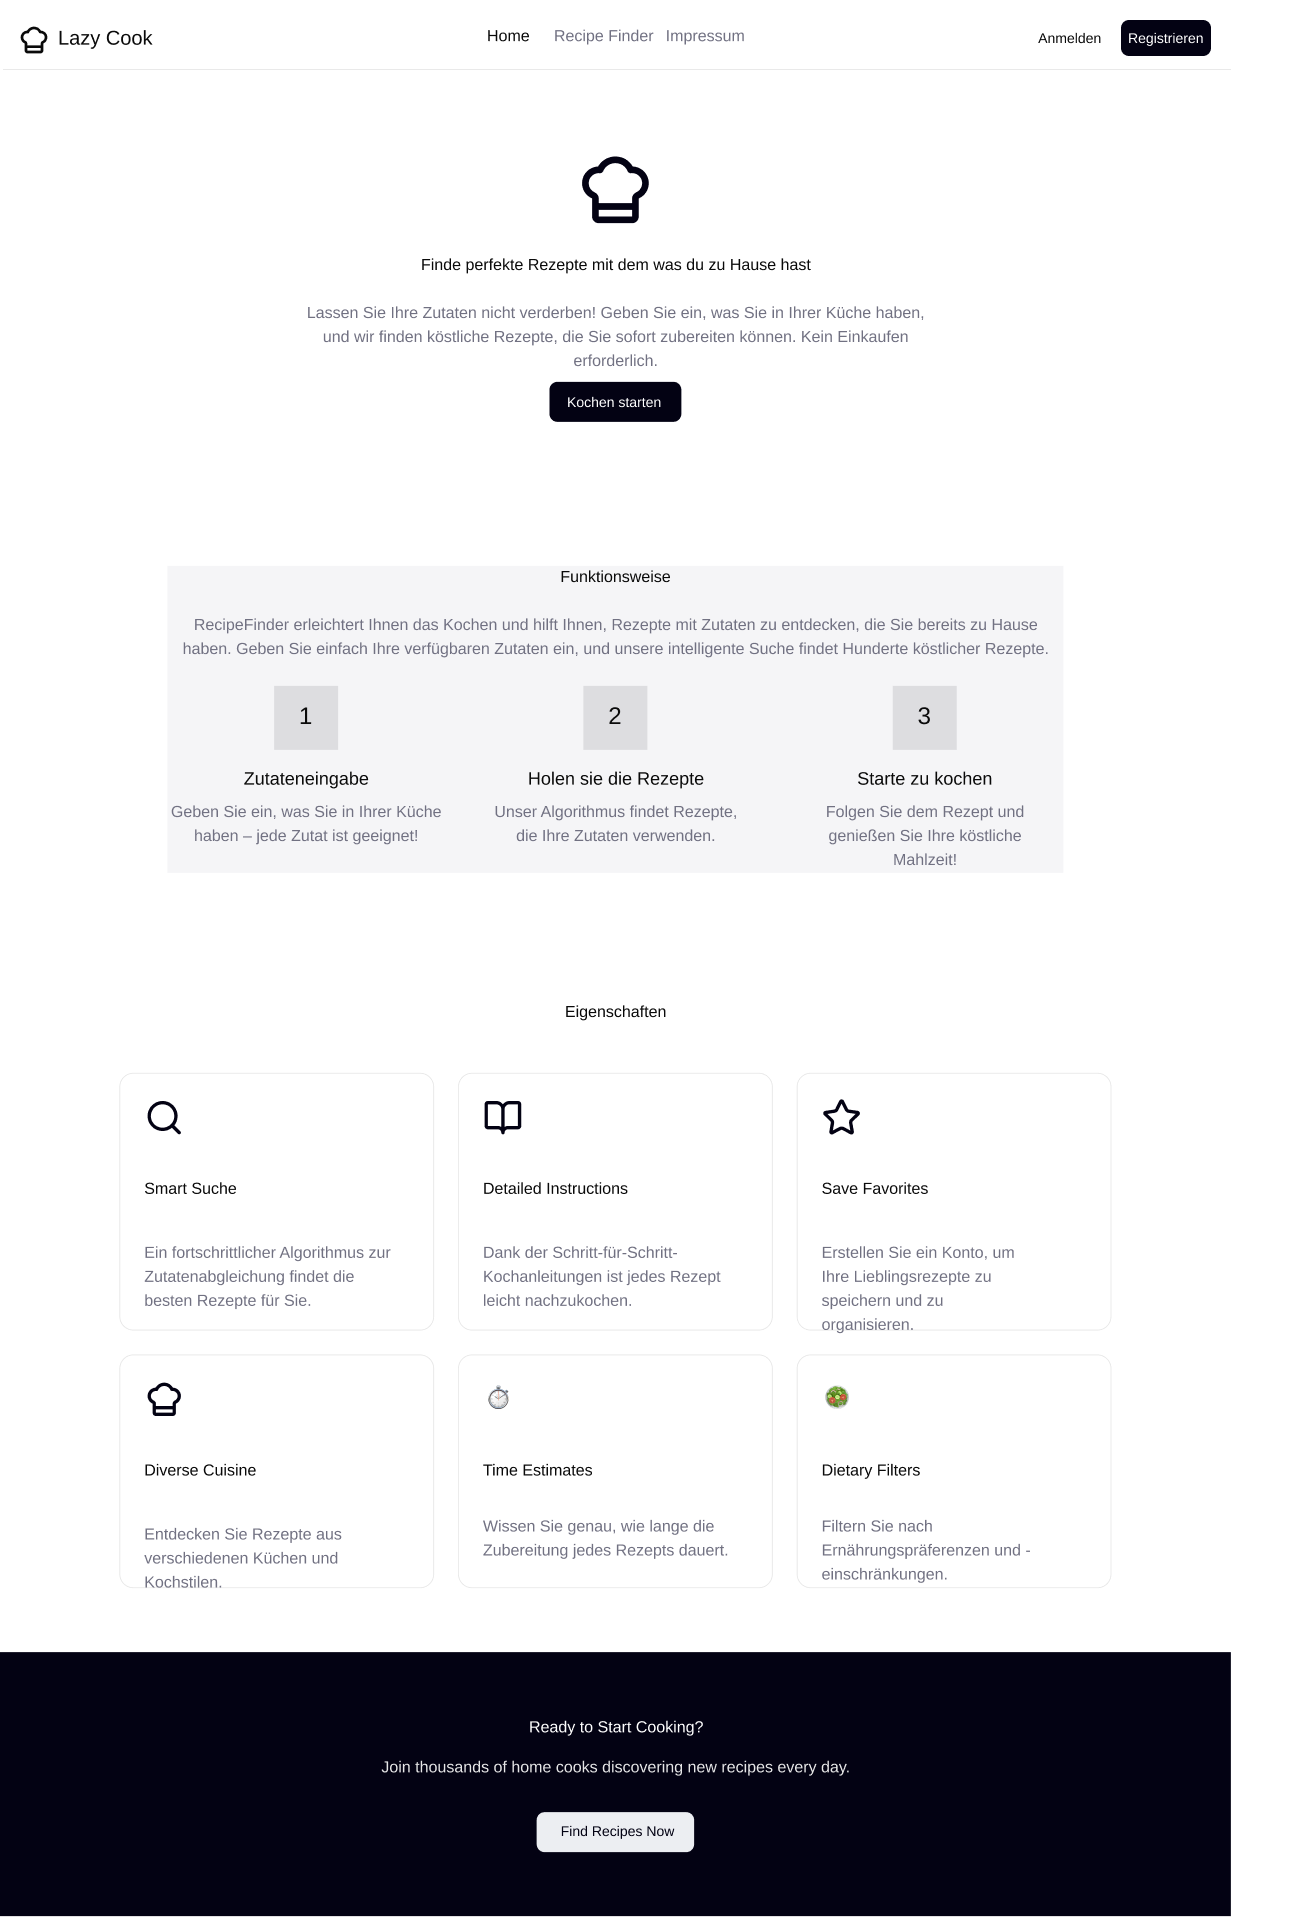 Lazy Cook
Home Recipe Finder Impressum
Anmelden Registrieren
Finde perfekte Rezepte mit dem was du zu Hause hast
Lassen Sie Ihre Zutaten nicht verderben! Geben Sie ein, was Sie in Ihrer Küche haben,
und wir finden köstliche Rezepte, die Sie sofort zubereiten können. Kein Einkaufen
erforderlich.
Kochen starten
Funktionsweise
RecipeFinder erleichtert Ihnen das Kochen und hilft Ihnen, Rezepte mit Zutaten zu entdecken, die Sie bereits zu Hause
haben. Geben Sie einfach Ihre verfügbaren Zutaten ein, und unsere intelligente Suche findet Hunderte köstlicher Rezepte.
1
Zutateneingabe
Geben Sie ein, was Sie in Ihrer Küche
haben – jede Zutat ist geeignet!
2
Holen sie die Rezepte
Unser Algorithmus findet Rezepte,
die Ihre Zutaten verwenden.
3
Starte zu kochen
Folgen Sie dem Rezept und
genießen Sie Ihre köstliche
Mahlzeit!
Eigenschaften
Smart Suche
Ein fortschrittlicher Algorithmus zur
Zutatenabgleichung findet die
besten Rezepte für Sie.
Detailed Instructions
Dank der Schritt-für-Schritt-
Kochanleitungen ist jedes Rezept
leicht nachzukochen.
Save Favorites
Erstellen Sie ein Konto, um
Ihre Lieblingsrezepte zu
speichern und zu
organisieren.
Diverse Cuisine
Entdecken Sie Rezepte aus
verschiedenen Küchen und
Kochstilen.
Time Estimates
Wissen Sie genau, wie lange die
Zubereitung jedes Rezepts dauert.
Dietary Filters
Filtern Sie nach
Ernährungspräferenzen und -
einschränkungen.
Ready to Start Cooking?
Join thousands of home cooks discovering new recipes every day.
Find Recipes Now